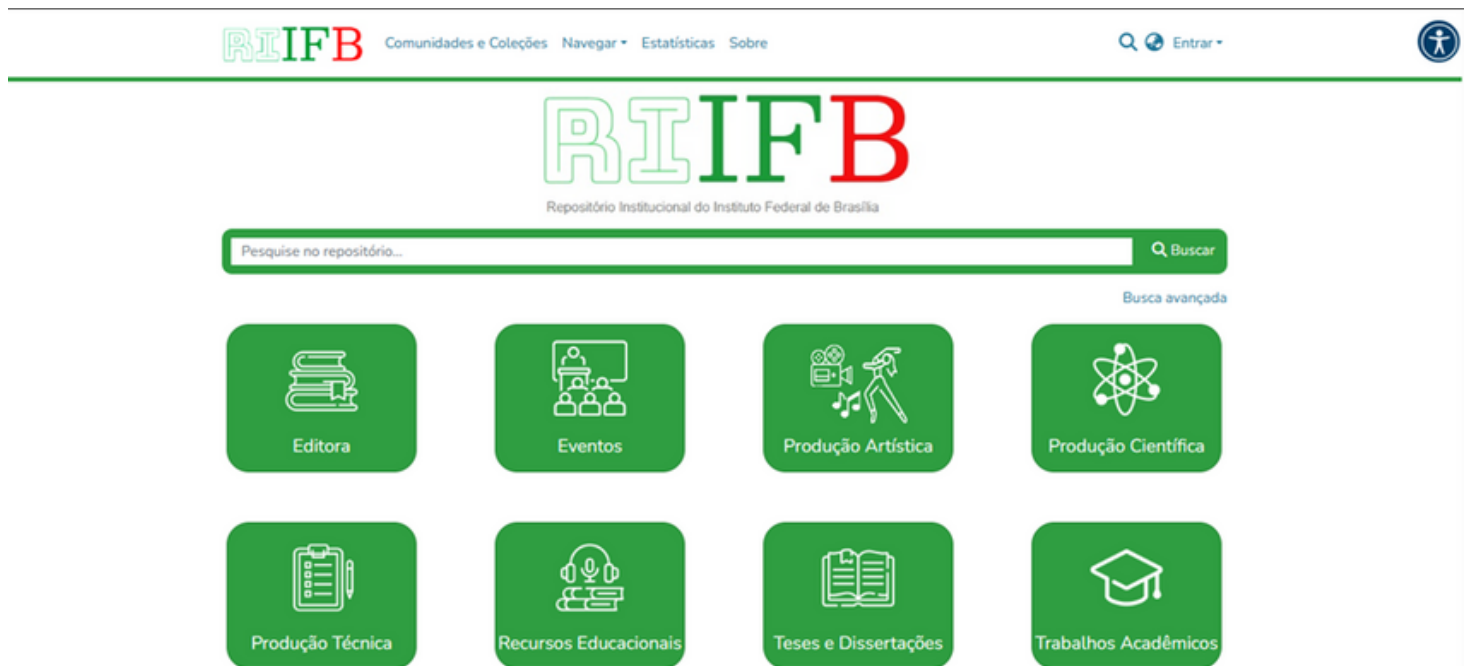 RIIFB Comunidades e Coleções Navegar Estatísticas Sobre Entrar
RIIFB
Repositório Institucional do Instituto Federal de Brasília
Pesquise no repositório... Buscar
Busca avançada
Editora Eventos Produção Artística Produção Científica
Produção Técnica Recursos Educacionais Teses e Dissertações Trabalhos Acadêmicos